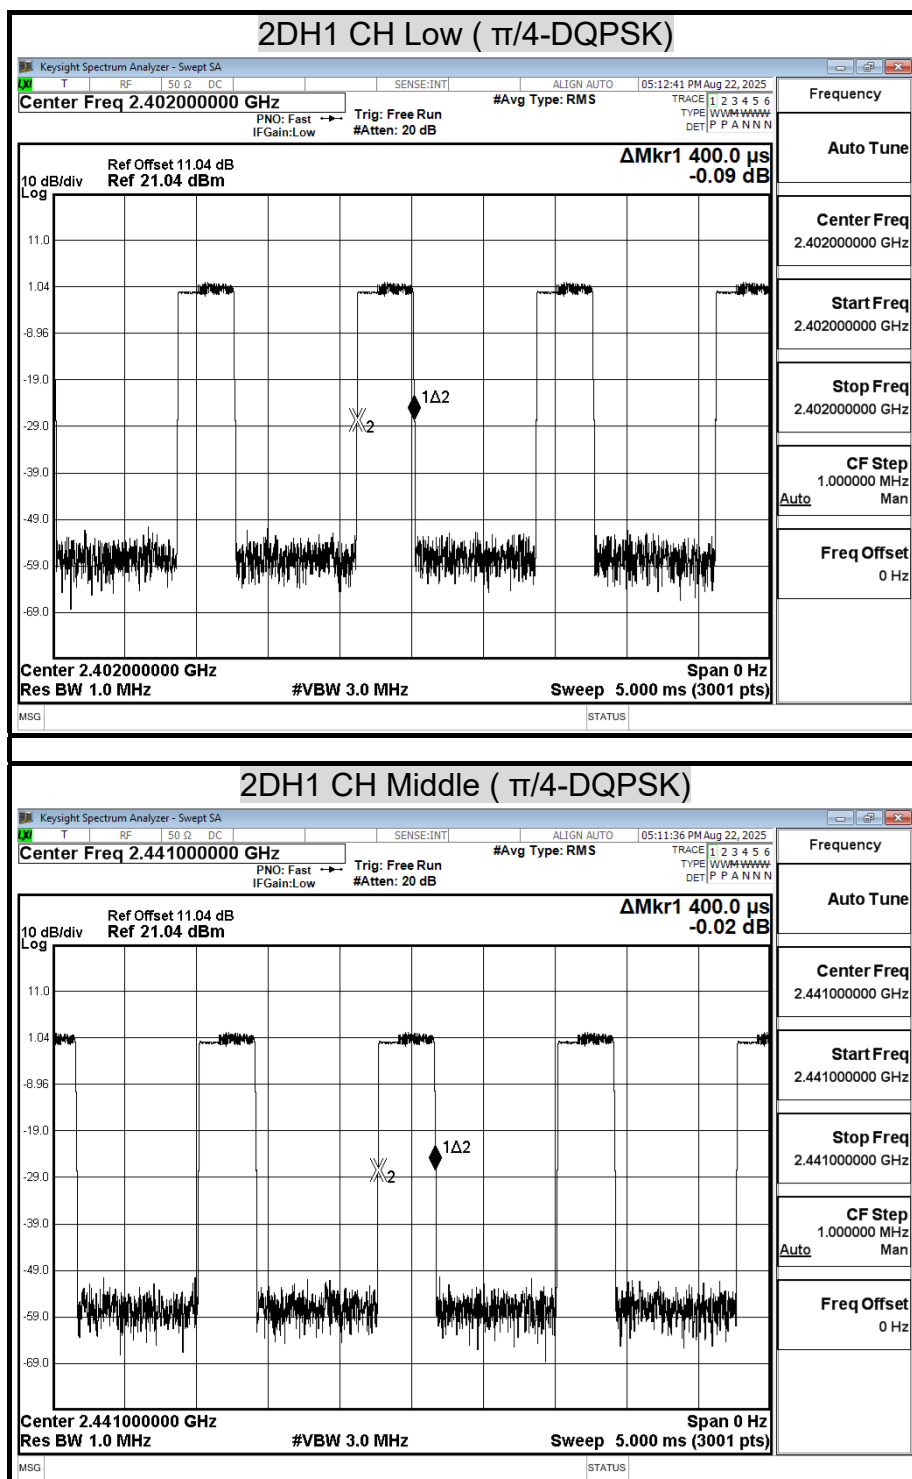 2DH1 CH Low ( π/4-DQPSK)
Keysight Spectrum Analyzer - Swept SA
LXI T RF 50 Ω DC SENSE:INT ALIGN AUTO 05:12:41 PM Aug 22, 2025
Center Freq 2.402000000 GHz #Avg Type: RMS TRACE 1 2 3 4 5 6 Frequency
PNO: Fast Trig: Free Run TYPE WWMWWWW
IFGain:Low #Atten: 20 dB DET P P A N N N
Auto Tune
ΔMkr1 400.0 µs
Ref Offset 11.04 dB
10 dB/div Ref 21.04 dBm -0.09 dB
Log
Center Freq
2.402000000 GHz
11.0
1.04
Start Freq
2.402000000 GHz
-8.96
-19.0
Stop Freq
2.402000000 GHz
1Δ2
2
-29.0
-39.0
CF Step
1.000000 MHz
Auto Man
-49.0
Freq Offset
0 Hz
-59.0
-69.0
Center 2.402000000 GHz Span 0 Hz
Res BW 1.0 MHz #VBW 3.0 MHz Sweep 5.000 ms (3001 pts)
MSG STATUS
2DH1 CH Middle ( π/4-DQPSK)
Keysight Spectrum Analyzer - Swept SA
LXI T RF 50 Ω DC SENSE:INT ALIGN AUTO 05:11:36 PM Aug 22, 2025
Center Freq 2.441000000 GHz #Avg Type: RMS TRACE 1 2 3 4 5 6 Frequency
PNO: Fast Trig: Free Run TYPE WWMWWWW
IFGain:Low #Atten: 20 dB DET P P A N N N
Auto Tune
ΔMkr1 400.0 µs
Ref Offset 11.04 dB
10 dB/div Ref 21.04 dBm -0.02 dB
Log
Center Freq
2.441000000 GHz
11.0
1.04
Start Freq
2.441000000 GHz
-8.96
-19.0
Stop Freq
2.441000000 GHz
1Δ2
2
-29.0
-39.0
CF Step
1.000000 MHz
Auto Man
-49.0
Freq Offset
0 Hz
-59.0
-69.0
Center 2.441000000 GHz Span 0 Hz
Res BW 1.0 MHz #VBW 3.0 MHz Sweep 5.000 ms (3001 pts)
MSG STATUS